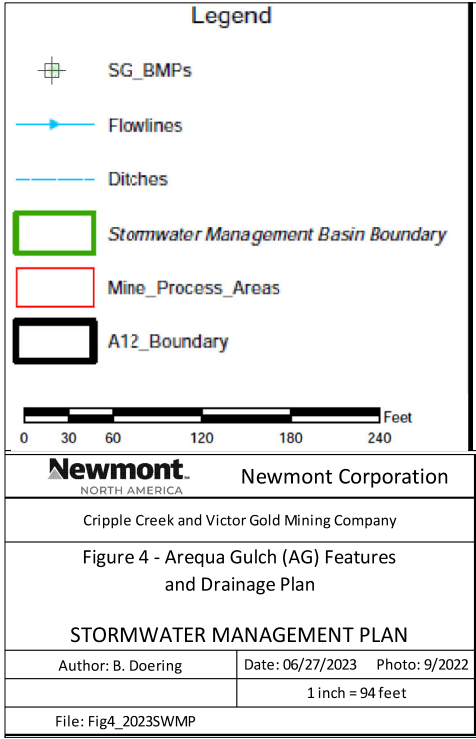 Legend
SG_BMPs
Flowlines
Ditches
Stormwater Management Basin Boundary
Mine_Process_Areas
A12_Boundary
Feet
0 30 60 120 180 240
Newmont™
NORTH AMERICA
Newmont Corporation
Cripple Creek and Victor Gold Mining Company
Figure 4 - Arequa Gulch (AG) Features
and Drainage Plan
STORMWATER MANAGEMENT PLAN
Author: B. Doering
Date: 06/27/2023 Photo: 9/2022
1 inch = 94 feet
File: Fig4_2023SWMP